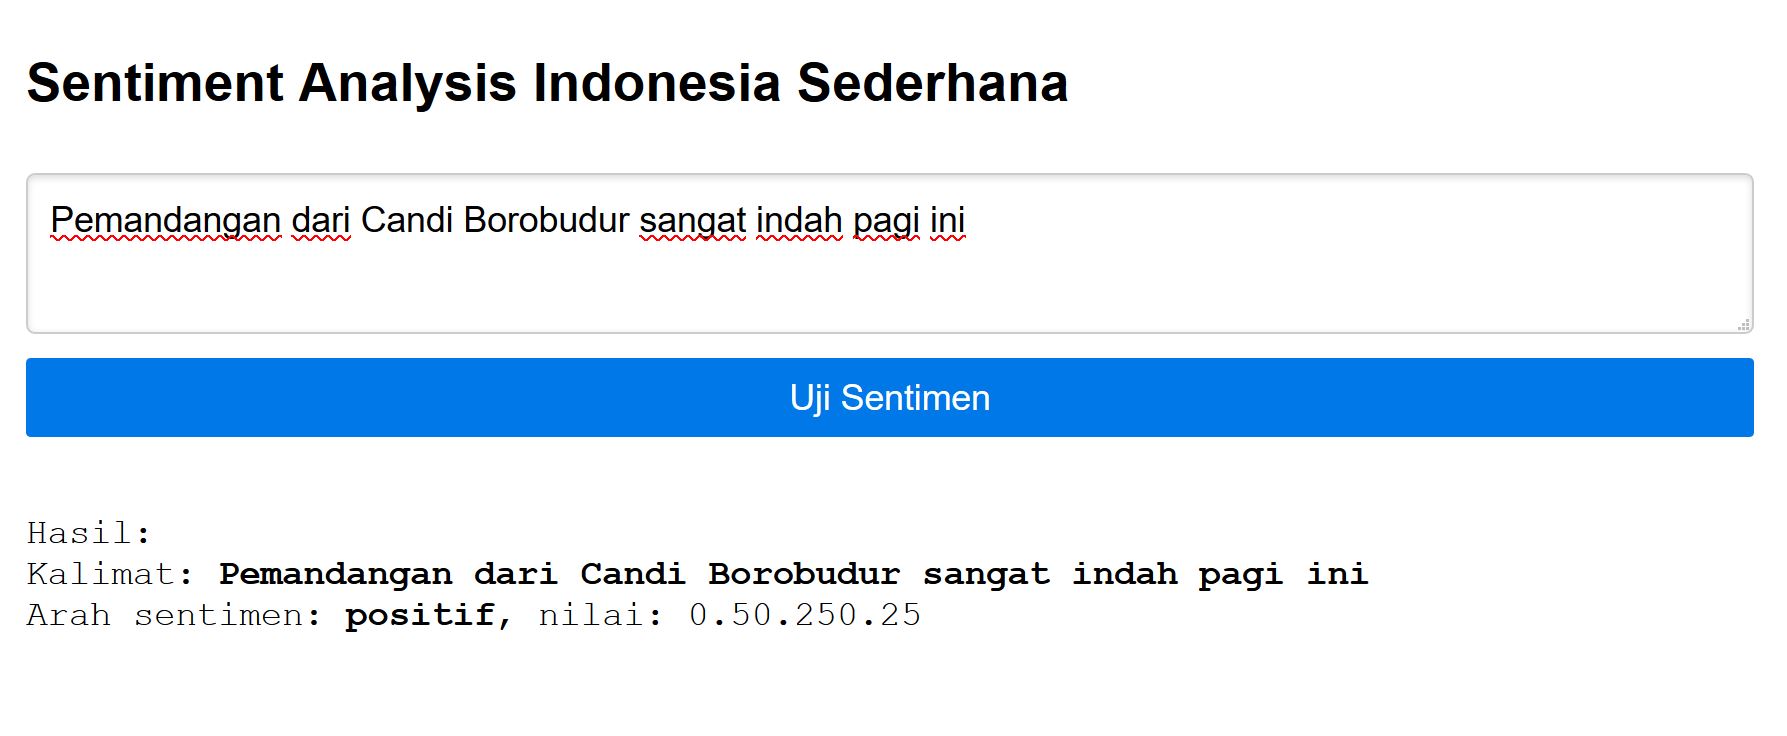 Sentiment Analysis Indonesia Sederhana
Pemandangan dari Candi Borobudur sangat indah pagi ini
Uji Sentimen
Hasil:
Kalimat: Pemandangan dari Candi Borobudur sangat indah pagi ini
Arah sentimen: positif, nilai: 0.50.250.25